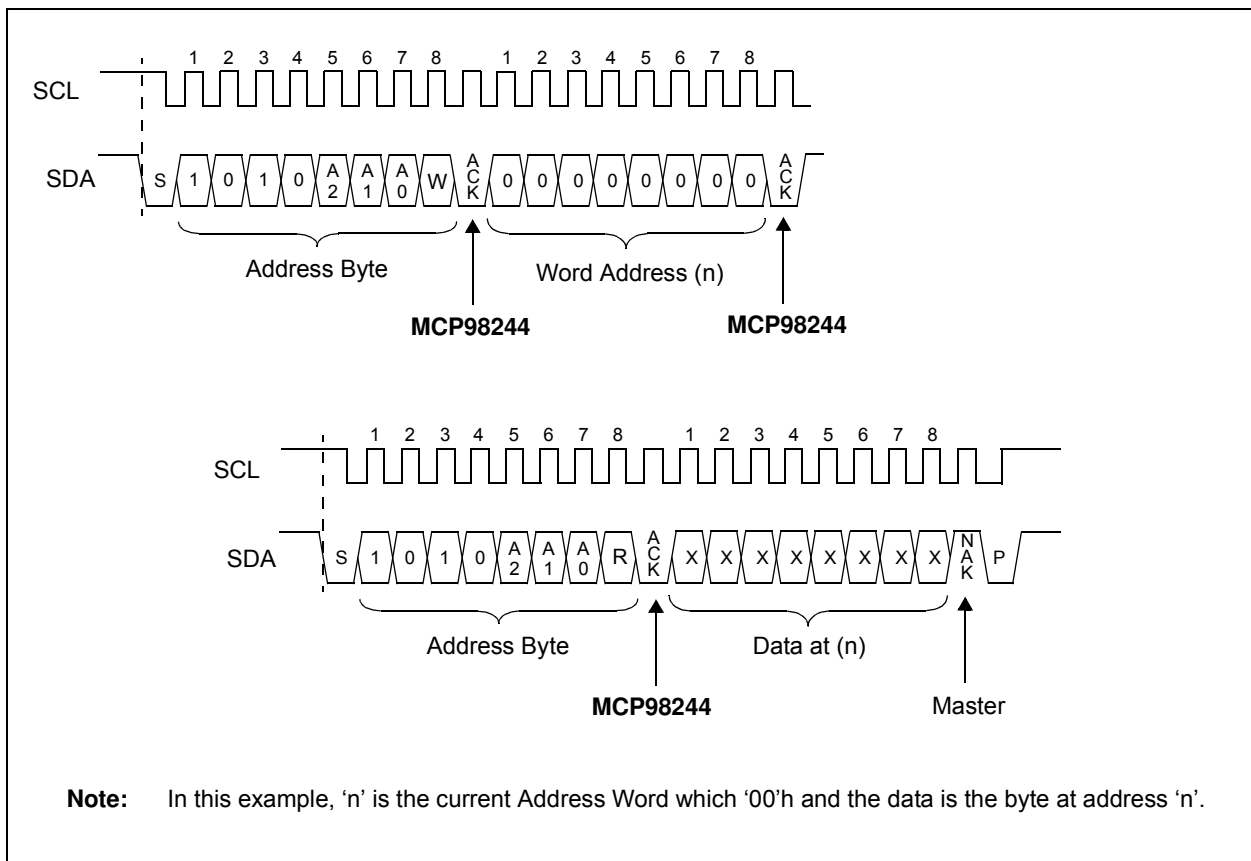 1 2 3 4 5 6 7 8 1 2 3 4 5 6 7 8
SCL
SDA S 1 0 1 0 A2 A1 A0 W ACK 0 0 0 0 0 0 0 0 ACK
Address Byte Word Address (n)
MCP98244 MCP98244
1 2 3 4 5 6 7 8 1 2 3 4 5 6 7 8
SCL
SDA S 1 0 1 0 A2 A1 A0 R ACK X X X X X X X X NAK P
Address Byte Data at (n)
MCP98244 Master
Note: In this example, ‘n’ is the current Address Word which ‘00’h and the data is the byte at address ‘n’.